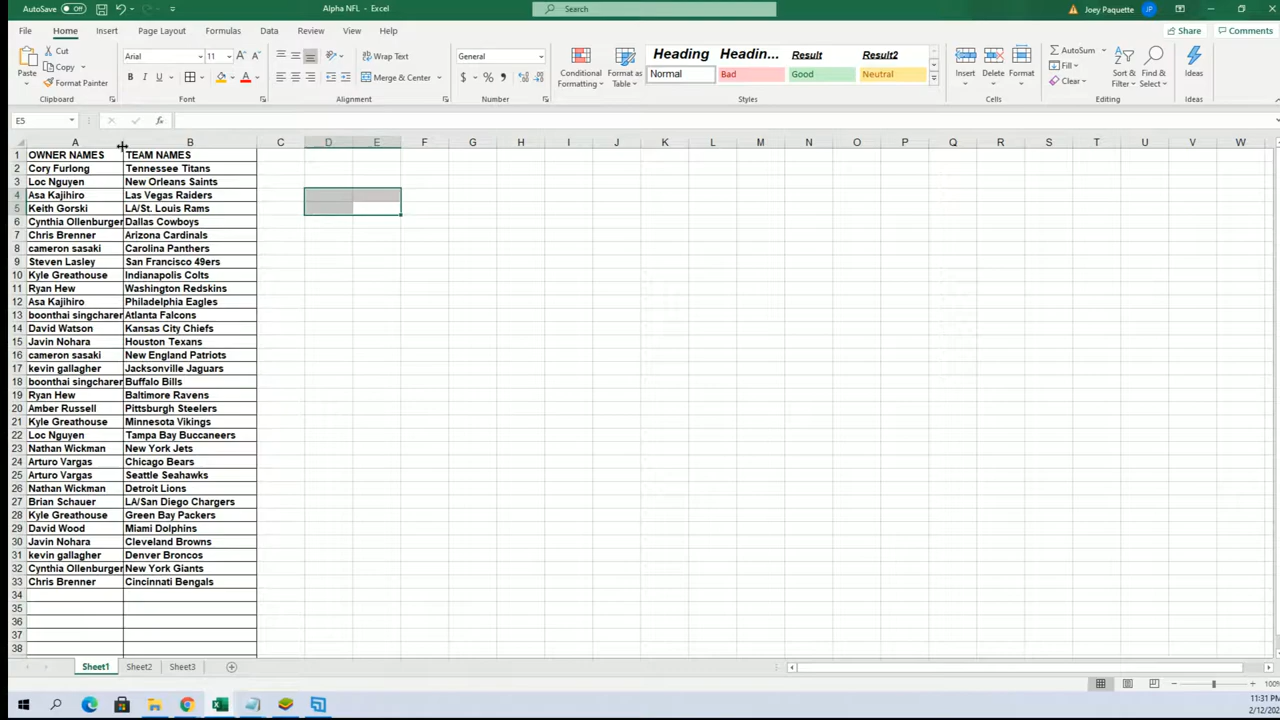 AutoSave Off
Alpha NFL - Excel
Search
Joey Paquette JP
File Home Insert Page Layout Formulas Data Review View Help
Share Comments
Paste
Cut
Copy
Format Painter
Clipboard
Arial 11
B I U
Font
Wrap Text
Merge & Center
Alignment
General
$ % ,
Number
Conditional Formatting
Format as Table
Heading Headin... Result Result2
Normal Bad Good Neutral
Styles
Insert Delete Format
Cells
AutoSum
Fill
Clear
Sort & Filter
Find & Select
Editing
Ideas
Ideas
E5 fx
A B C D E F G H I J K L M N O P Q R S T U V W
1 OWNER NAMES TEAM NAMES
2 Cory Furlong Tennessee Titans
3 Loc Nguyen New Orleans Saints
4 Asa Kajihiro Las Vegas Raiders
5 Keith Gorski LA/St. Louis Rams
6 Cynthia Ollenburger Dallas Cowboys
7 Chris Brenner Arizona Cardinals
8 cameron sasaki Carolina Panthers
9 Steven Lasley San Francisco 49ers
10 Kyle Greathouse Indianapolis Colts
11 Ryan Hew Washington Redskins
12 Asa Kajihiro Philadelphia Eagles
13 boonthai singcharer Atlanta Falcons
14 David Watson Kansas City Chiefs
15 Javin Nohara Houston Texans
16 cameron sasaki New England Patriots
17 kevin gallagher Jacksonville Jaguars
18 boonthai singcharer Buffalo Bills
19 Ryan Hew Baltimore Ravens
20 Amber Russell Pittsburgh Steelers
21 Kyle Greathouse Minnesota Vikings
22 Loc Nguyen Tampa Bay Buccaneers
23 Nathan Wickman New York Jets
24 Arturo Vargas Chicago Bears
25 Arturo Vargas Seattle Seahawks
26 Nathan Wickman Detroit Lions
27 Brian Schauer LA/San Diego Chargers
28 Kyle Greathouse Green Bay Packers
29 David Wood Miami Dolphins
30 Javin Nohara Cleveland Browns
31 kevin gallagher Denver Broncos
32 Cynthia Ollenburger New York Giants
33 Chris Brenner Cincinnati Bengals
34
35
36
37
38
Sheet1 Sheet2 Sheet3
100%
11:31 PM
2/12/202